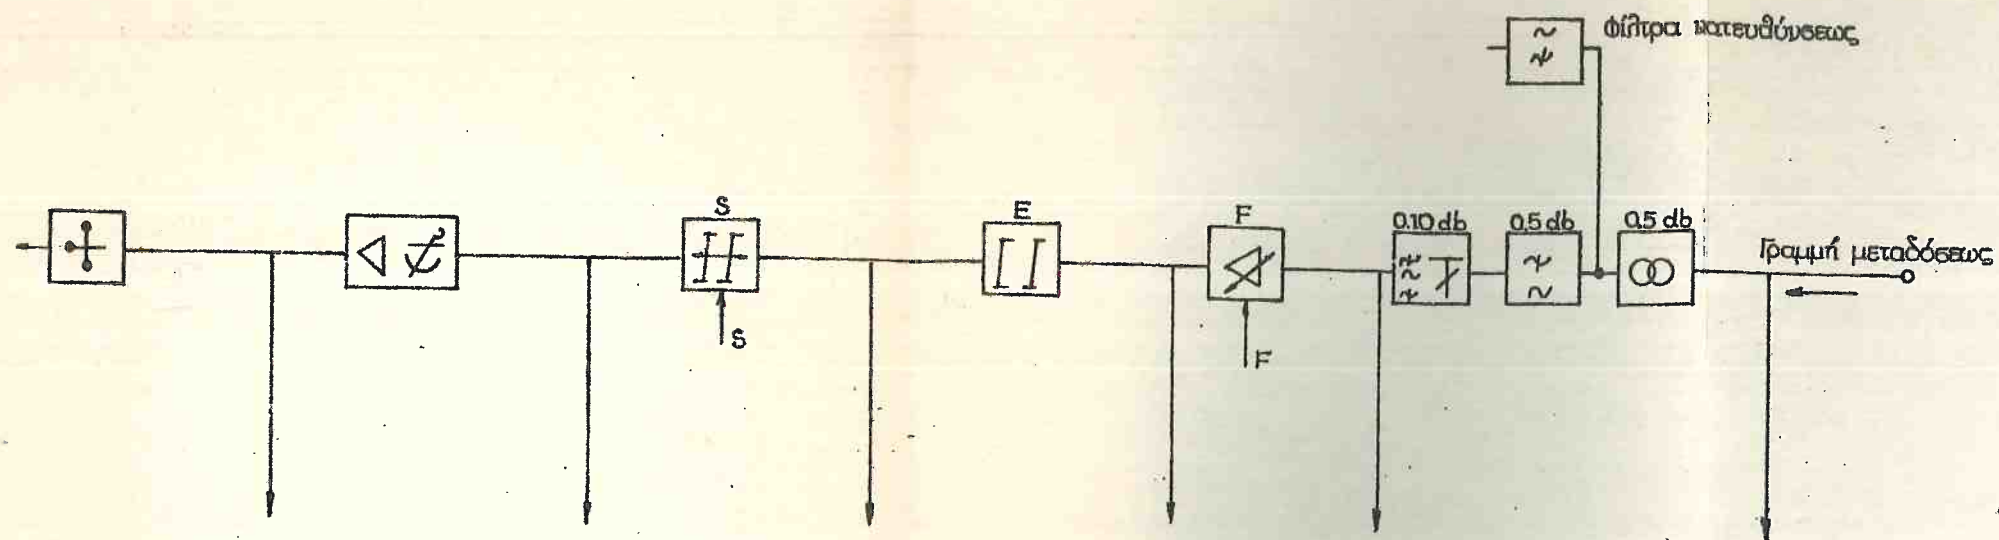 Φίλτρα κατευθύνσεως
S
E
F
0.10 db
0.5 db
0.5 db
Γραμμή μεταδόσεως
S
F